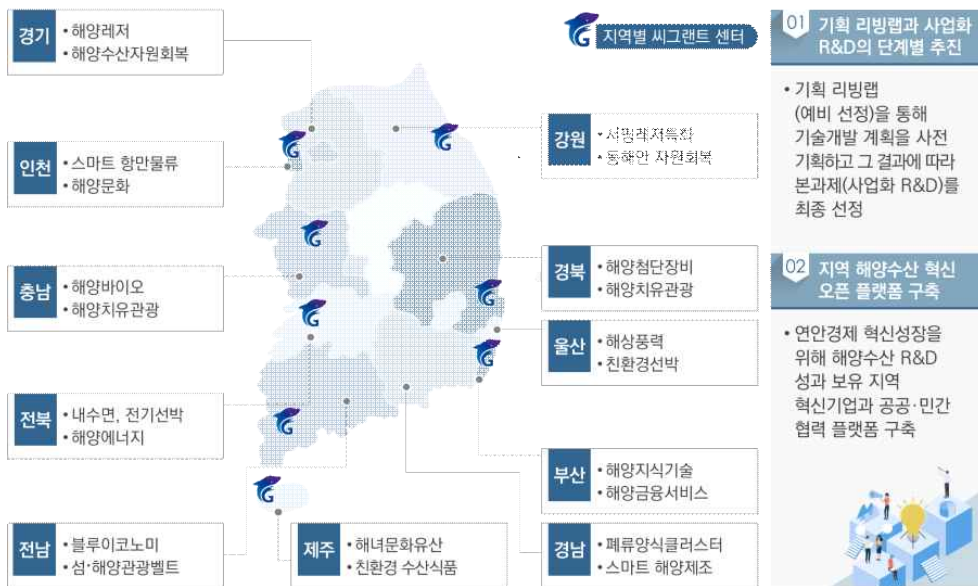 지역별 씨그랜트 센터
경기
• 해양레저
• 해양수산자원회복
인천
• 스마트 항만물류
• 해양문화
충남
• 해양바이오
• 해양치유관광
전북
• 내수면, 전기선박
• 해양에너지
전남
• 블루이코노미
• 섬·해양관광벨트
제주
• 해녀문화유산
• 친환경 수산식품
강원
• 서핑레저특화
• 동해안 자원회복
경북
• 해양첨단장비
• 해양치유관광
울산
• 해상풍력
• 친환경선박
부산
• 해양지식기술
• 해양금융서비스
경남
• 패류양식클러스터
• 스마트 해양제조
01 기획 리빙랩과 사업화
R&D의 단계별 추진
• 기획 리빙랩
(예비 선정)을 통해
기술개발 계획을 사전
기획하고 그 결과에 따라
본과제(사업화 R&D)를
최종 선정
02 지역 해양수산 혁신
오픈 플랫폼 구축
• 연안경제 혁신성장을
위해 해양수산 R&D
성과 보유 지역
혁신기업과 공공·민간
협력 플랫폼 구축